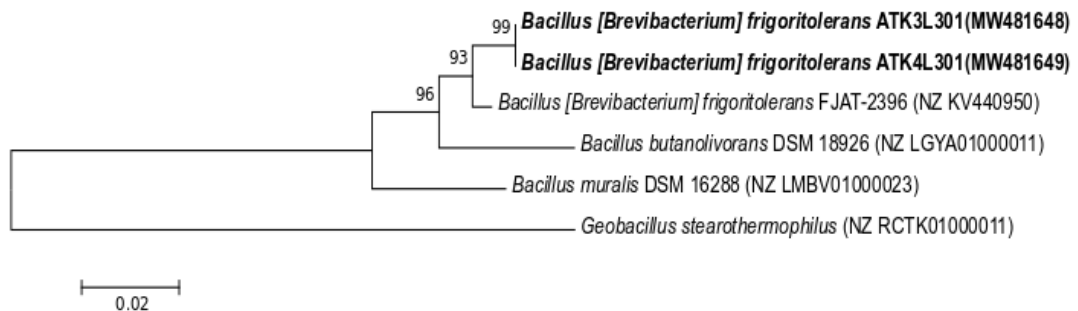 99
Bacillus [Brevibacterium] frigoritolerans ATK3L301(MW481648)
93
Bacillus [Brevibacterium] frigoritolerans ATK4L301(MW481649)
96
Bacillus [Brevibacterium] frigoritolerans FJAT-2396 (NZ KV440950)
Bacillus butanolivorans DSM 18926 (NZ LGYA01000011)
Bacillus muralis DSM 16288 (NZ LMBV01000023)
Geobacillus stearothermophilus (NZ RCTK01000011)
0.02